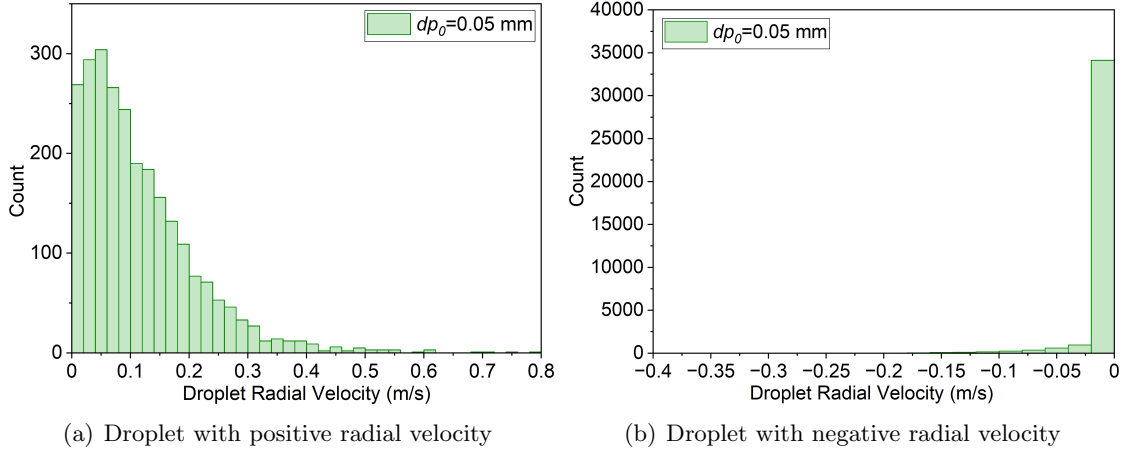 dp0=0.05 mm
300
200
100
0
Count
0 0.1 0.2 0.3 0.4 0.5 0.6 0.7 0.8
Droplet Radial Velocity (m/s)
(a) Droplet with positive radial velocity
dp0=0.05 mm
40000
35000
30000
25000
20000
15000
10000
5000
0
Count
−0.4 −0.35 −0.3 −0.25 −0.2 −0.15 −0.1 −0.05 0
Droplet Radial Velocity (m/s)
(b) Droplet with negative radial velocity